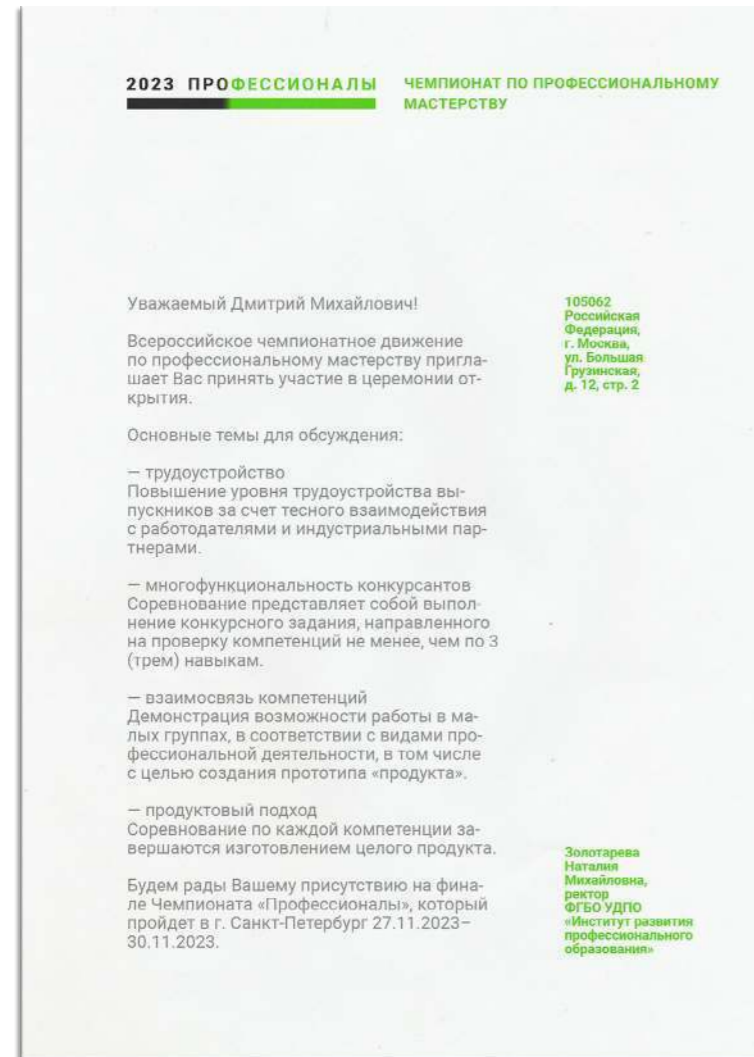 2023 ПРОФЕССИОНАЛЫ
ЧЕМПИОНАТ ПО ПРОФЕССИОНАЛЬНОМУ
МАСТЕРСТВУ
Уважаемый Дмитрий Михайлович!
Всероссийское чемпионатное движение
по профессиональному мастерству пригла-
шает Вас принять участие в церемонии от-
крытия.
Основные темы для обсуждения:
— трудоустройство
Повышение уровня трудоустройства вы-
пускников за счет тесного взаимодействия
с работодателями и индустриальными пар-
тнерами.
— многофункциональность конкурсантов
Соревнование представляет собой выпол-
нение конкурсного задания, направленного
на проверку компетенций не менее, чем по 3
(трем) навыкам.
— взаимосвязь компетенций
Демонстрация возможности работы в ма-
лых группах, в соответствии с видами про-
фессиональной деятельности, в том числе
с целью создания прототипа «продукта».
— продуктовый подход
Соревнование по каждой компетенции за-
вершаются изготовлением целого продукта.
Будем рады Вашему присутствию на фина-
ле Чемпионата «Профессионалы», который
пройдет в г. Санкт-Петербург 27.11.2023–
30.11.2023.
105062
Российская
Федерация,
г. Москва,
ул. Большая
Грузинская,
д. 12, стр. 2
Золотарева
Наталия
Михайловна,
ректор
ФГБО УДПО
«Институт развития
профессионального
образования»